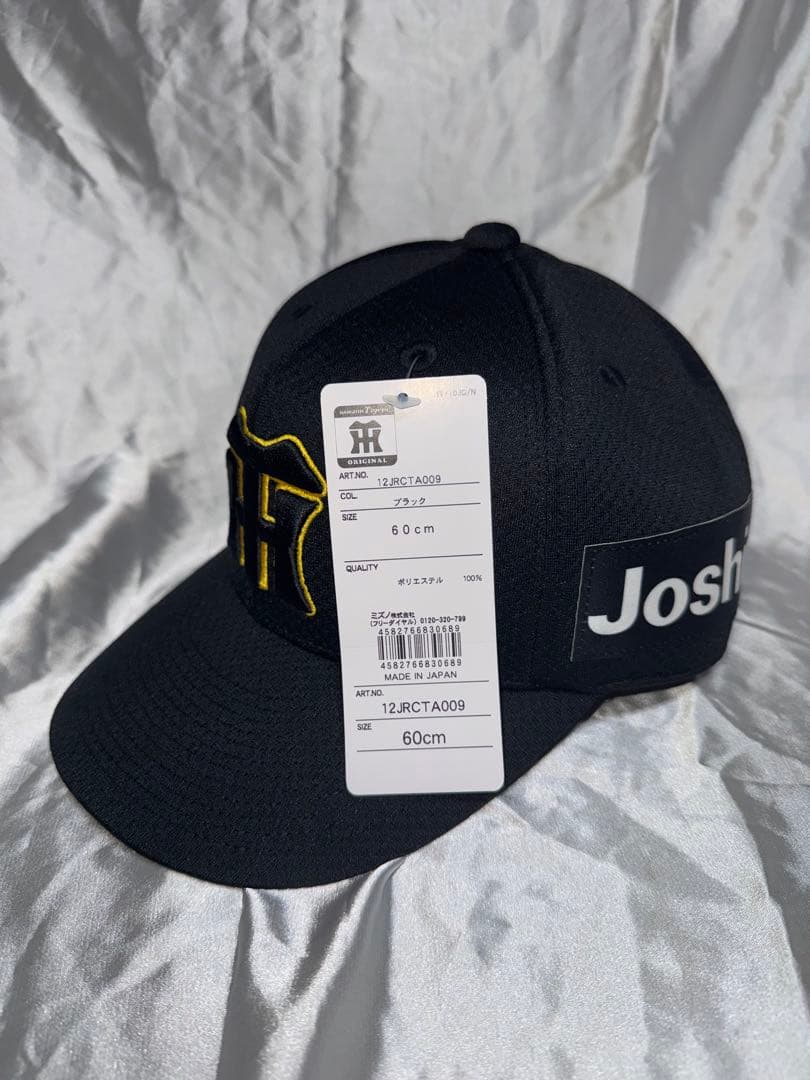 HANSHIN Tigers
ORIGINAL
ART.NO. 12JRCTA009
COL. ブラック
SIZE
60cm
QUALITY
ポリエステル 100%
ミズノ株式会社
(フリーダイヤル) 0120-320-799
4582766830689
4582766830689
MADE IN JAPAN
ART.NO.
12JRCTA009
SIZE
60cm
Josh